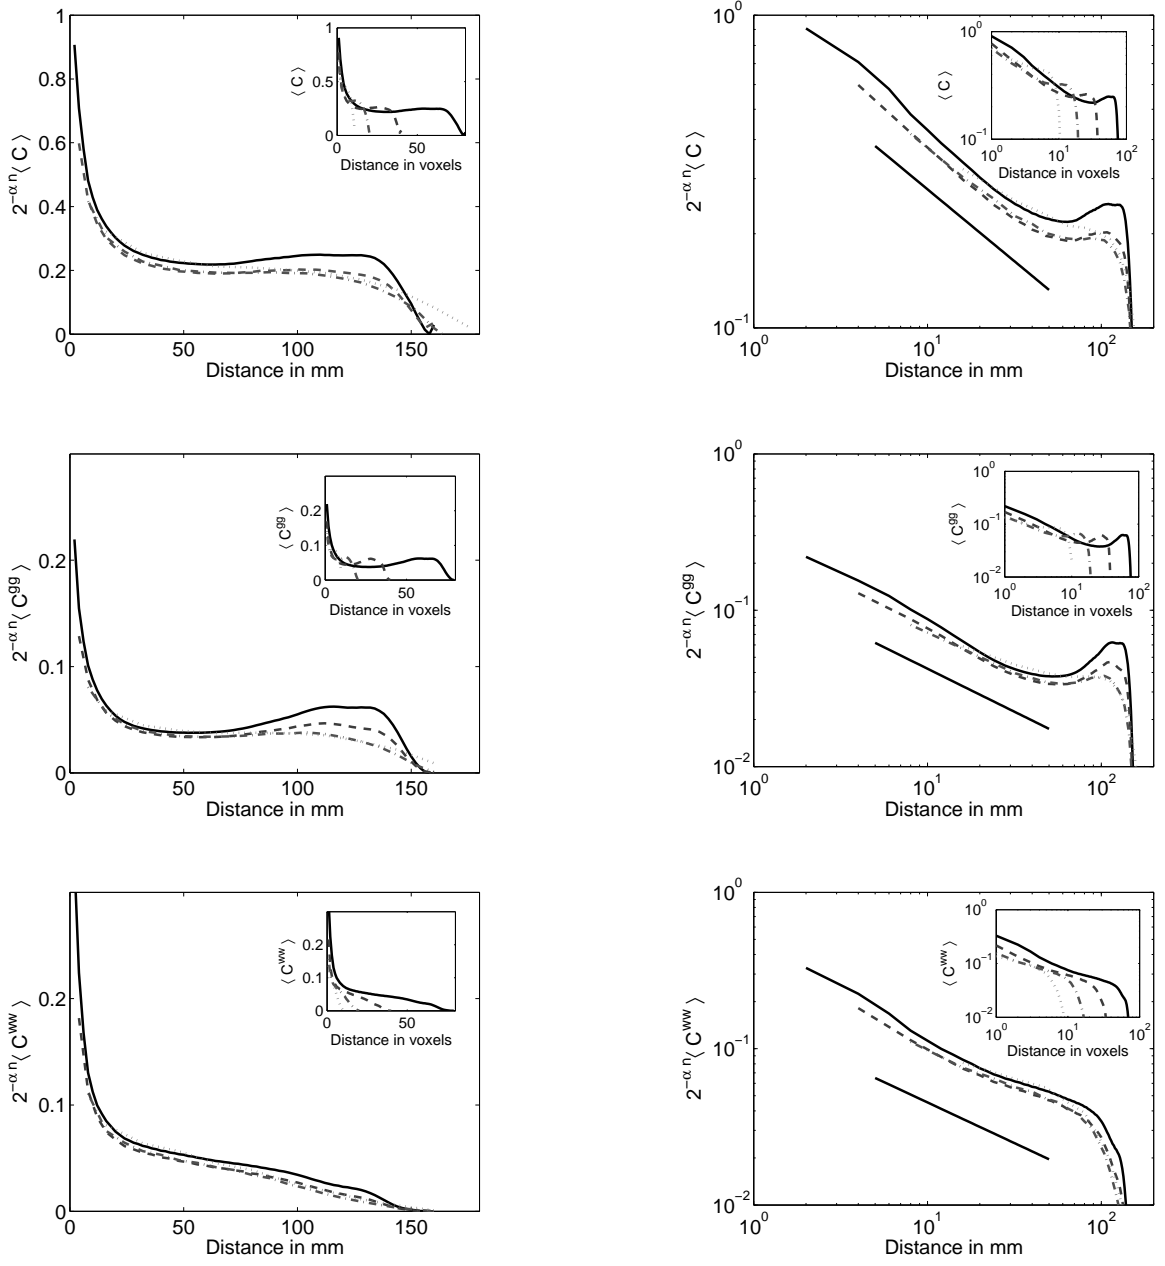 1
0.8
0.6
0.4
0.2
0
0 50 100 150
2^{-α n}⟨ C ⟩
Distance in mm
1
0.5
0
50
⟨ C ⟩
Distance in voxels
10^0
10^{-1}
10^0 10^1 10^2
2^{-α n}⟨ C ⟩
Distance in mm
10^0
10^{-1}
10^0 10^1 10^2
⟨ C ⟩
Distance in voxels
0.2
0.1
0
0 50 100 150
2^{-α n}⟨ C^{gg} ⟩
Distance in mm
0.2
0.1
0
0 50
⟨ C^{gg} ⟩
Distance in voxels
10^0
10^{-1}
10^{-2}
10^0 10^1 10^2
2^{-α n}⟨ C^{gg} ⟩
Distance in mm
10^0
10^{-1}
10^{-2}
10^0 10^1 10^2
⟨ C^{gg} ⟩
Distance in voxels
0.2
0.1
0
0 50 100 150
2^{-α n}⟨ C^{ww} ⟩
Distance in mm
0.2
0.1
0
0 50
⟨ C^{ww} ⟩
Distance in voxels
10^0
10^{-1}
10^{-2}
10^0 10^1 10^2
2^{-α n}⟨ C^{ww} ⟩
Distance in mm
10^0
10^{-1}
10^{-2}
10^0 10^1 10^2
⟨ C^{ww} ⟩
Distance in voxels